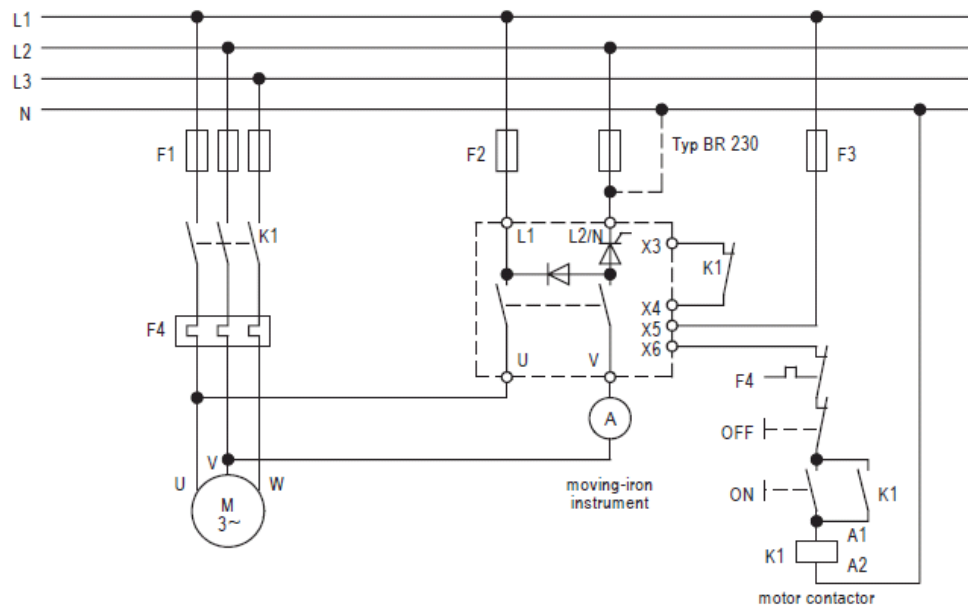 L1
L2
L3
N
F1
F2
Typ BR 230
F3
K1
L1
L2/N
X3
K1
X4
X5
X6
F4
U
V
F4
A
OFF
V
U
W
M
3~
moving-iron
instrument
ON
K1
A1
K1
A2
motor contactor